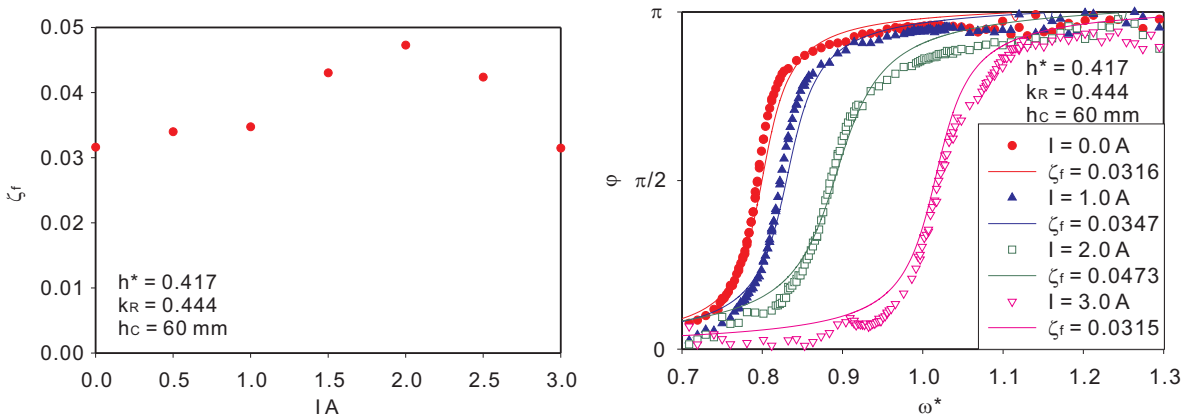 0.05
0.04
0.03
0.02
0.01
0.00
ζf
h* = 0.417
kR = 0.444
hC = 60 mm
0.0 0.5 1.0 1.5 2.0 2.5 3.0
I A
π
π/2
0
φ
h* = 0.417
kR = 0.444
hC = 60 mm
I = 0.0 A
ζf = 0.0316
I = 1.0 A
ζf = 0.0347
I = 2.0 A
ζf = 0.0473
I = 3.0 A
ζf = 0.0315
0.7 0.8 0.9 1.0 1.1 1.2 1.3
ω*